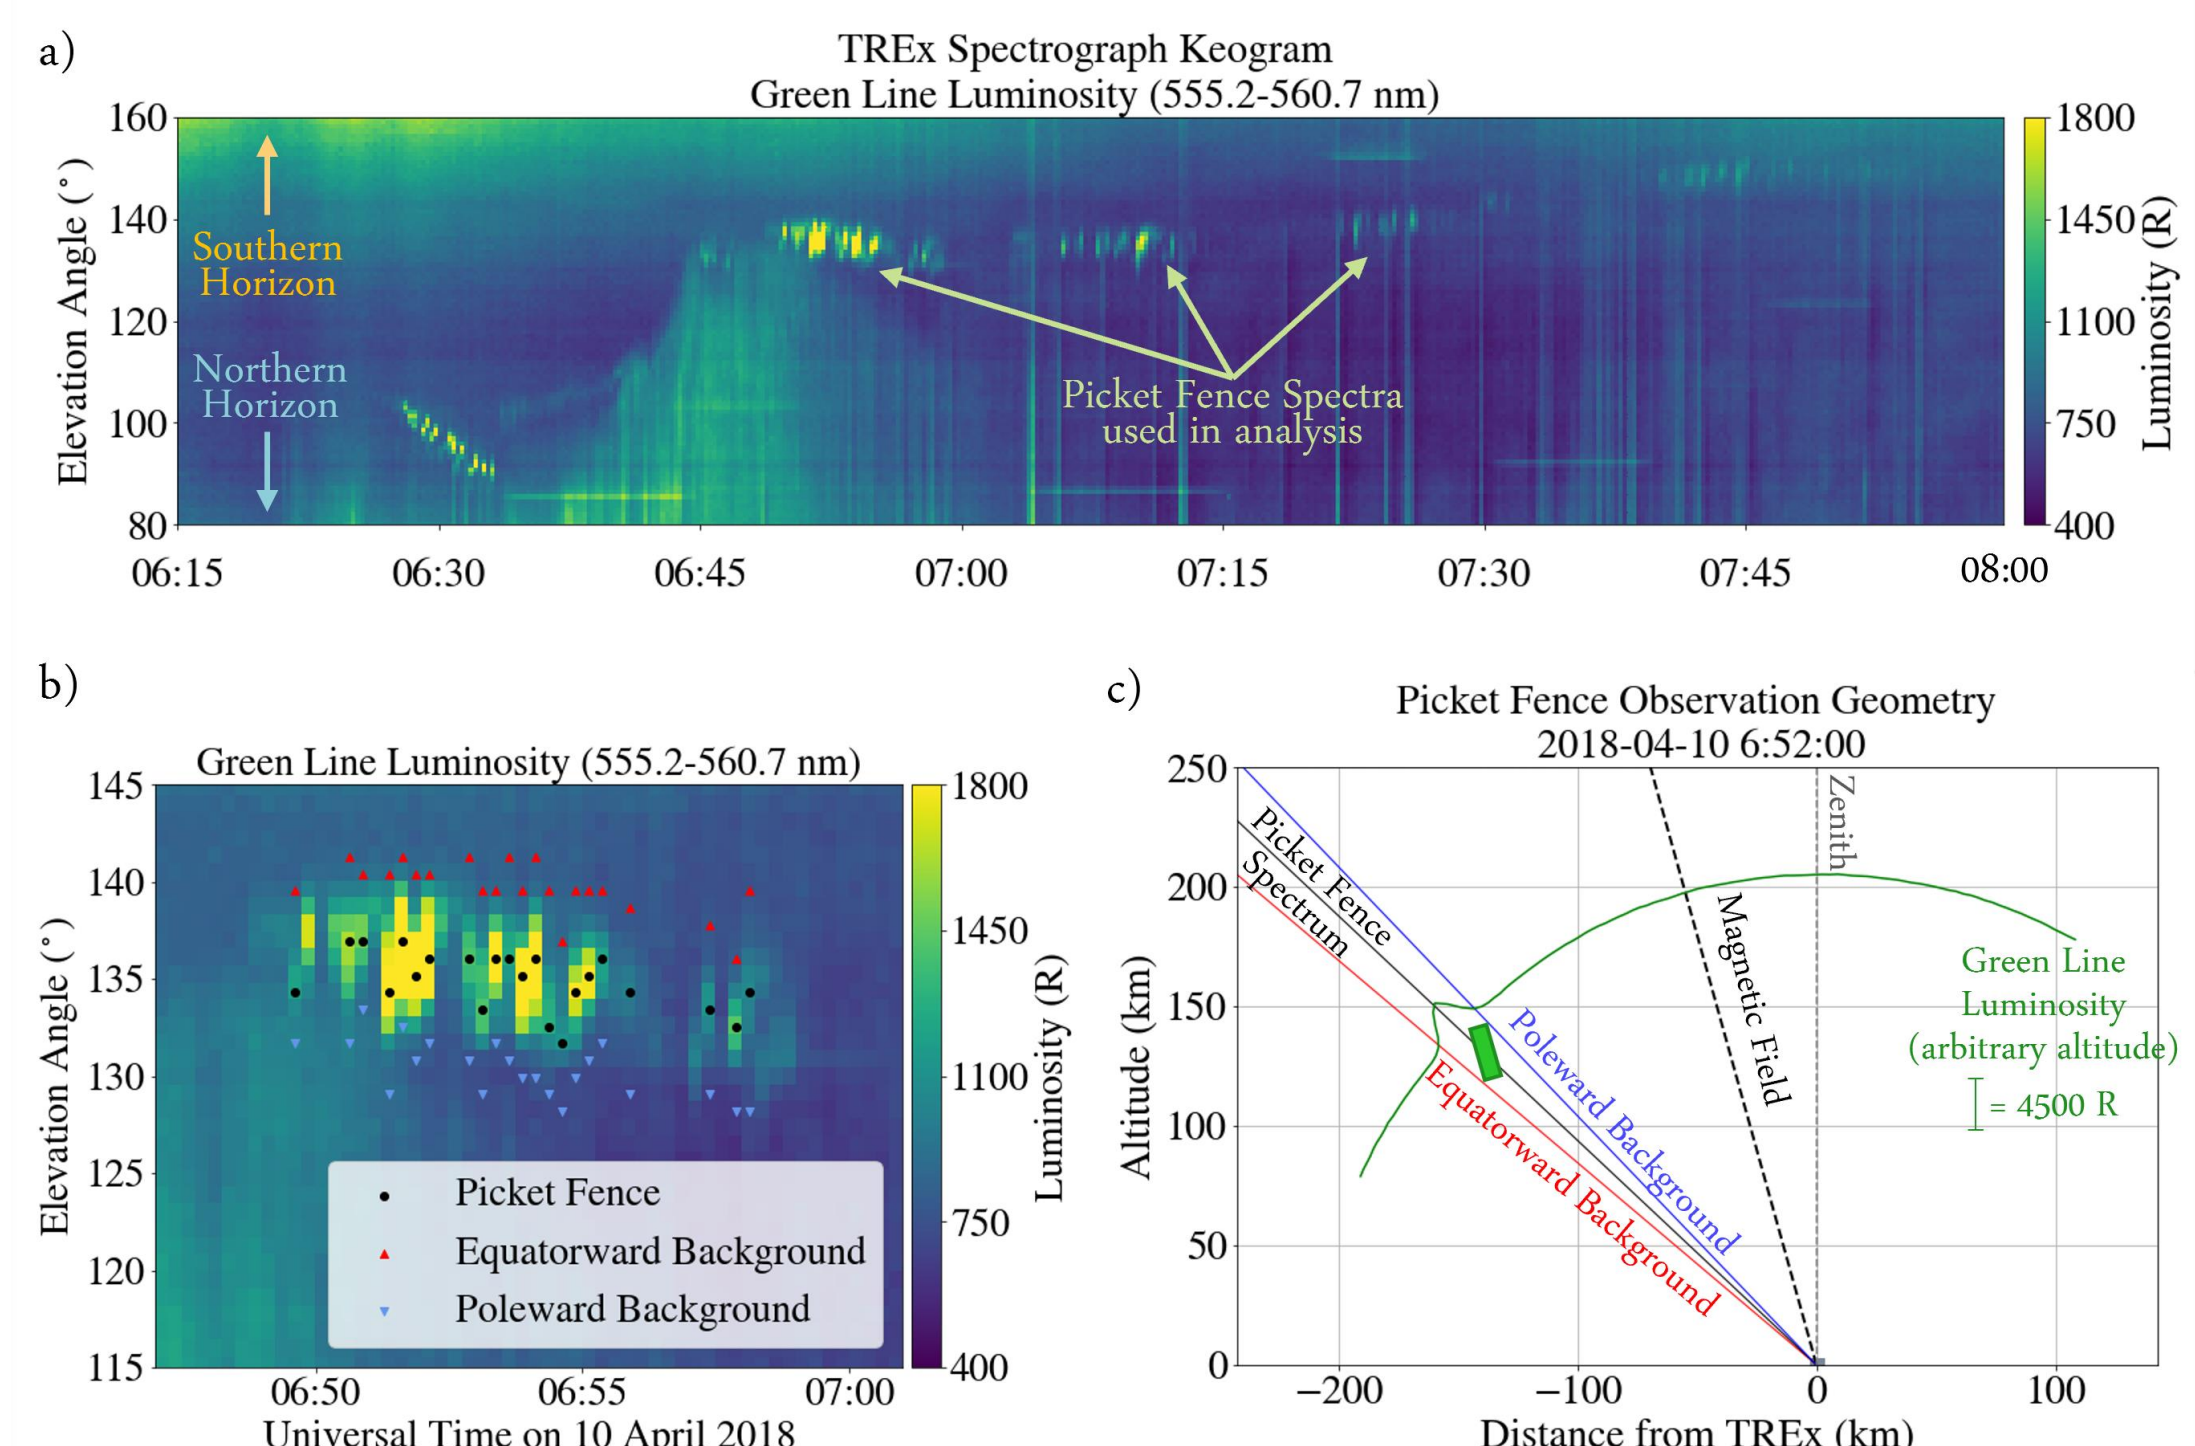 a)
TREx Spectrograph Keogram
Green Line Luminosity (555.2-560.7 nm)
Elevation Angle (°)
160
140
120
100
80
Southern
Horizon
Northern
Horizon
Picket Fence Spectra
used in analysis
06:15
06:30
06:45
07:00
07:15
07:30
07:45
08:00
1800
1450
1100
750
400
Luminosity (R)
b)
Green Line Luminosity (555.2-560.7 nm)
Elevation Angle (°)
145
140
135
130
125
120
115
Picket Fence
Equatorward Background
Poleward Background
06:50
06:55
07:00
Universal Time on 10 April 2018
1800
1450
1100
750
400
Luminosity (R)
c)
Picket Fence Observation Geometry
2018-04-10 6:52:00
Altitude (km)
250
200
150
100
50
0
Picket Fence
Spectrum
Poleward Background
Equatorward Background
Magnetic Field
Zenith
Green Line
Luminosity
(arbitrary altitude)
= 4500 R
−200
−100
0
100
Distance from TREx (km)